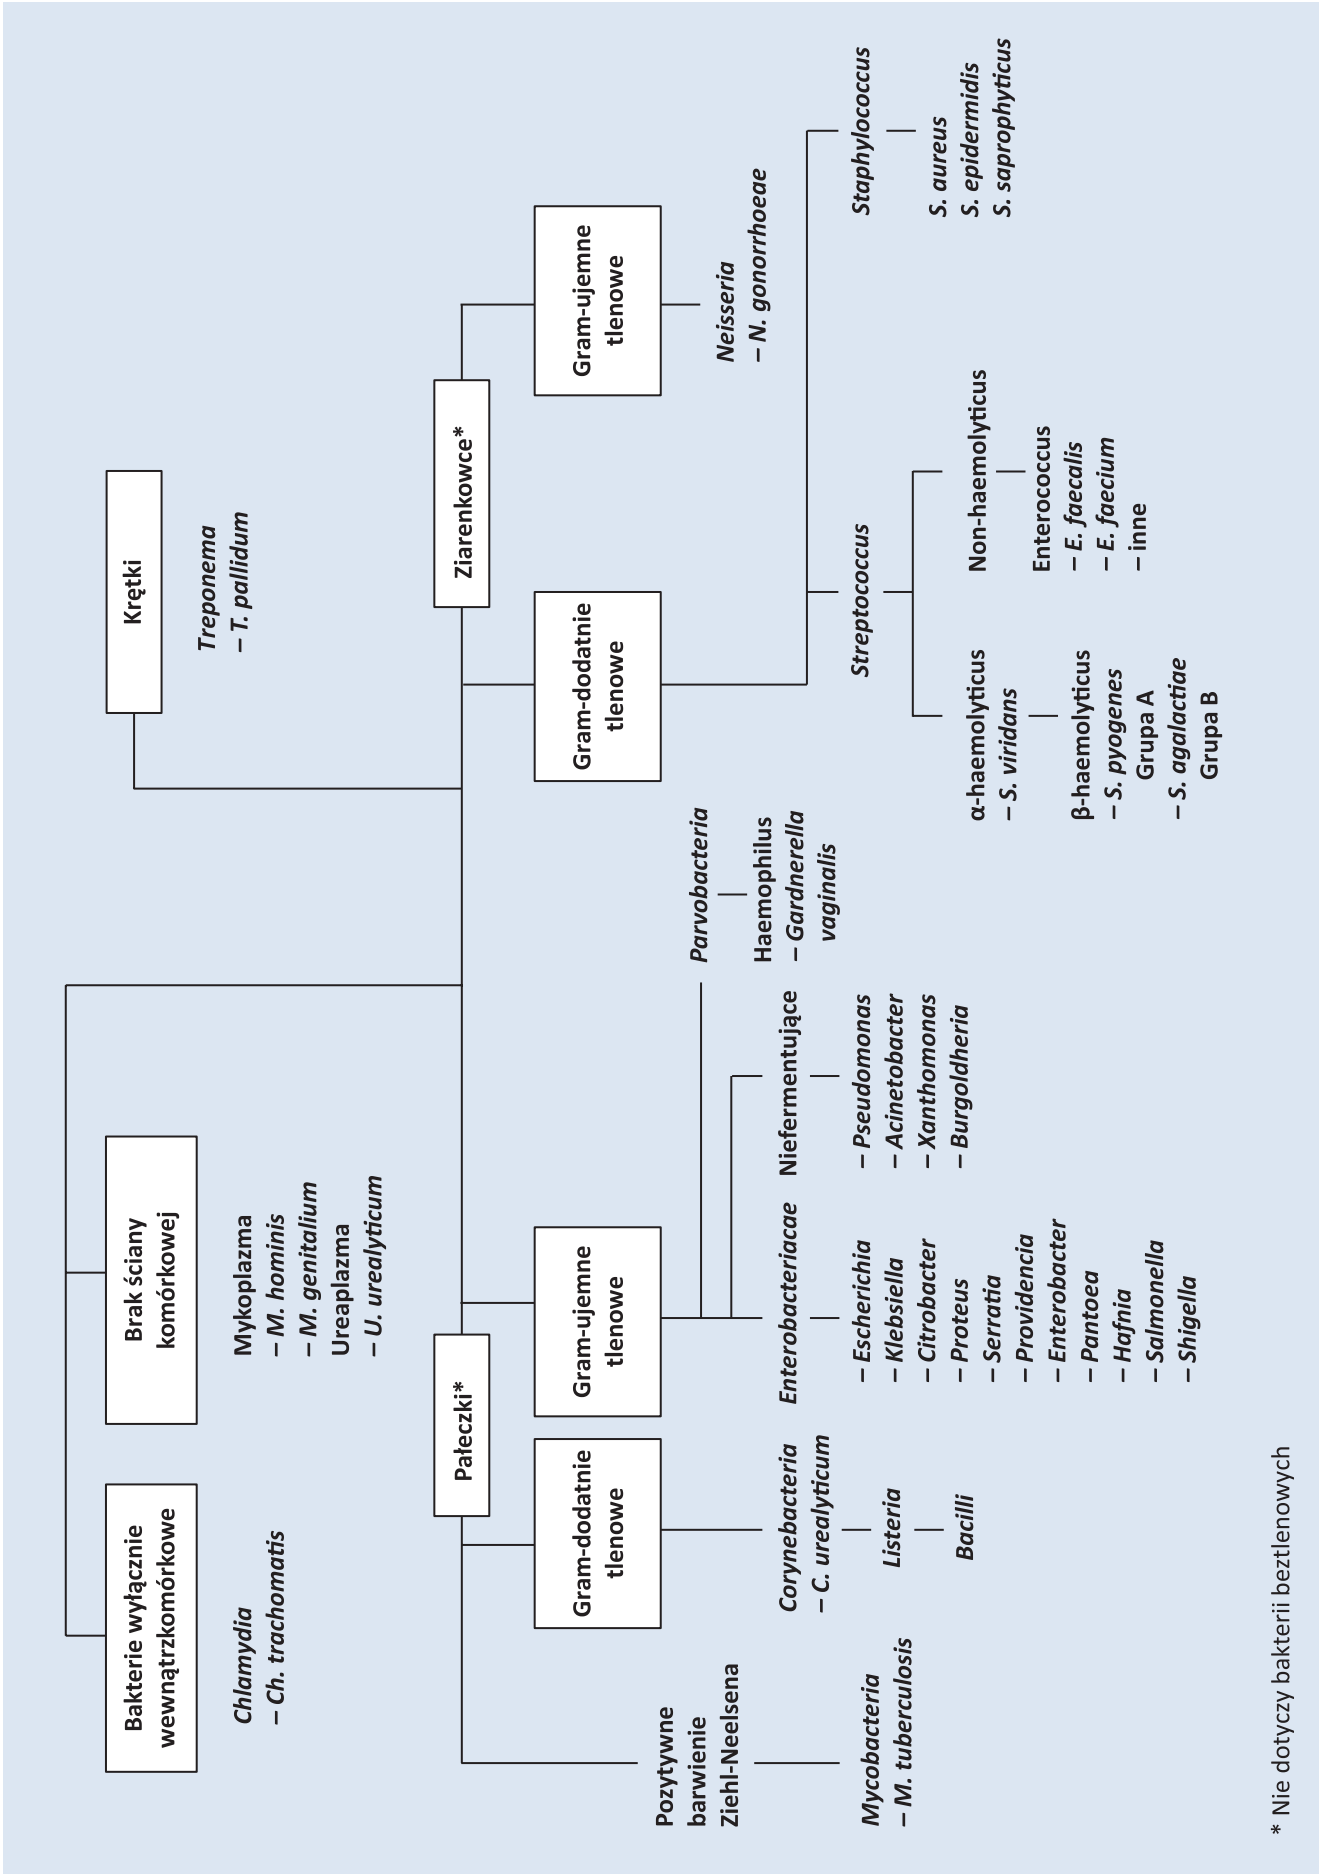 Bakterie wyłącznie
wewnątrzkomórkowe
Chlamydia
– Ch. trachomatis
Brak ściany
komórkowej
Mykoplazma
– M. hominis
– M. genitalium
Ureaplazma
– U. urealyticum
Krętki
Treponema
– T. pallidum
Pałeczki*
Ziarenkowce*
Pozytywne
barwienie
Ziehl-Neelsena
Mycobacteria
– M. tuberculosis
Gram-dodatnie
tlenowe
Corynebacteria
– C. urealyticum
Listeria
Bacilli
Gram-ujemne
tlenowe
Enterobacteriacae
– Escherichia
– Klebsiella
– Citrobacter
– Proteus
– Serratia
– Providencia
– Enterobacter
– Pantoea
– Hafnia
– Salmonella
– Shigella
Niefermentujące
– Pseudomonas
– Acinetobacter
– Xanthomonas
– Burgoldheria
Parvobacteria
Haemophilus
– Gardnerella
vaginalis
Gram-dodatnie
tlenowe
Streptococcus
α-haemolyticus
– S. viridans
β-haemolyticus
– S. pyogenes
Grupa A
– S. agalactiae
Grupa B
Non-haemolyticus
Enterococcus
– E. faecalis
– E. faecium
– inne
Staphylococcus
S. aureus
S. epidermidis
S. saprophyticus
Gram-ujemne
tlenowe
Neisseria
– N. gonorrhoeae
* Nie dotyczy bakterii beztlenowych